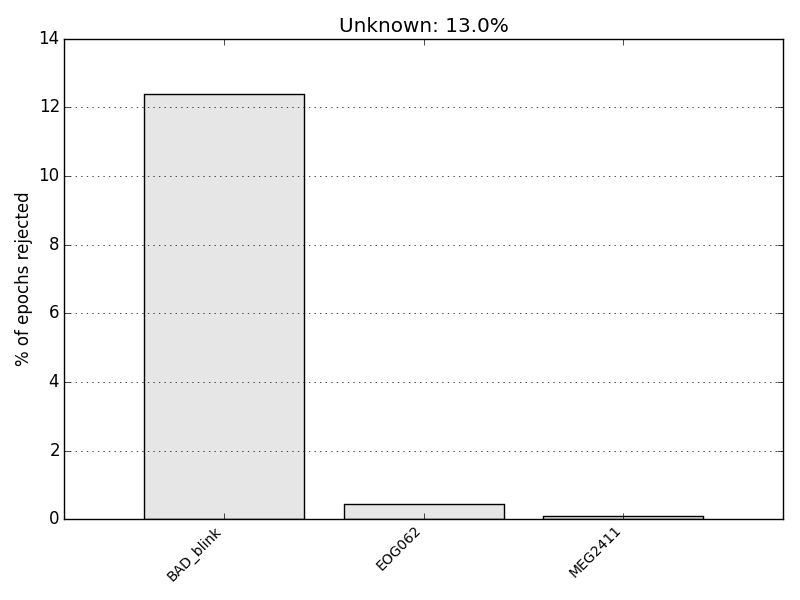 Unknown: 13.0%
14
12
10
8
6
4
2
0
% of epochs rejected
BAD_blink
EOG062
MEG2411